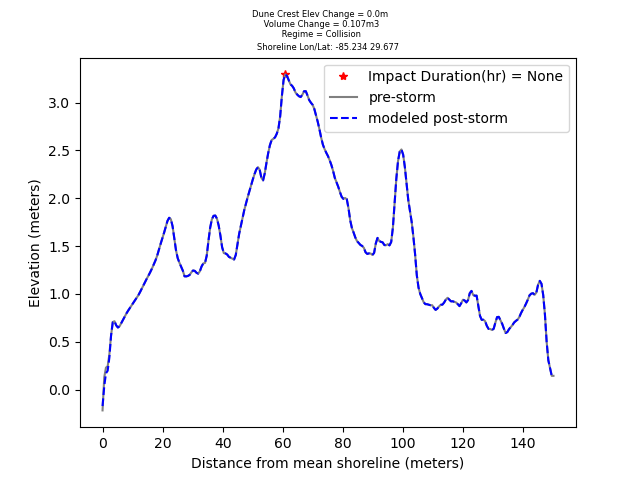 Dune Crest Elev Change = 0.0m
Volume Change = 0.107m3
Regime = Collision
Shoreline Lon/Lat: -85.234 29.677
Impact Duration(hr) = None
pre-storm
modeled post-storm
Elevation (meters)
3.0
2.5
2.0
1.5
1.0
0.5
0.0
0 20 40 60 80 100 120 140
Distance from mean shoreline (meters)